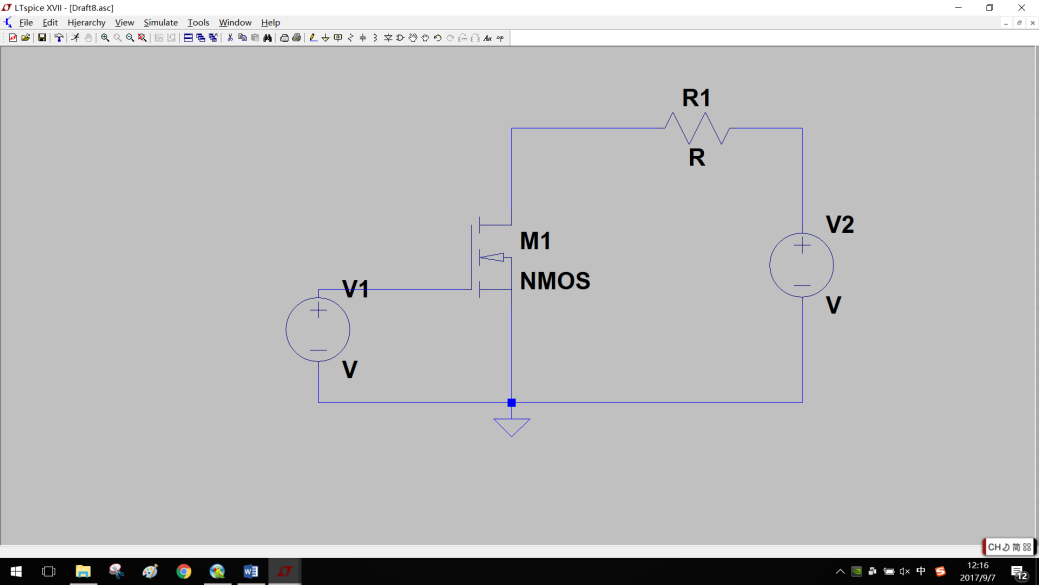 LTspice XVII - [Draft8.asc]
File Edit Hierarchy View Simulate Tools Window Help
R1
R
V2
V
M1
NMOS
V1
V
CH 简
中
12:16
2017/9/7
12